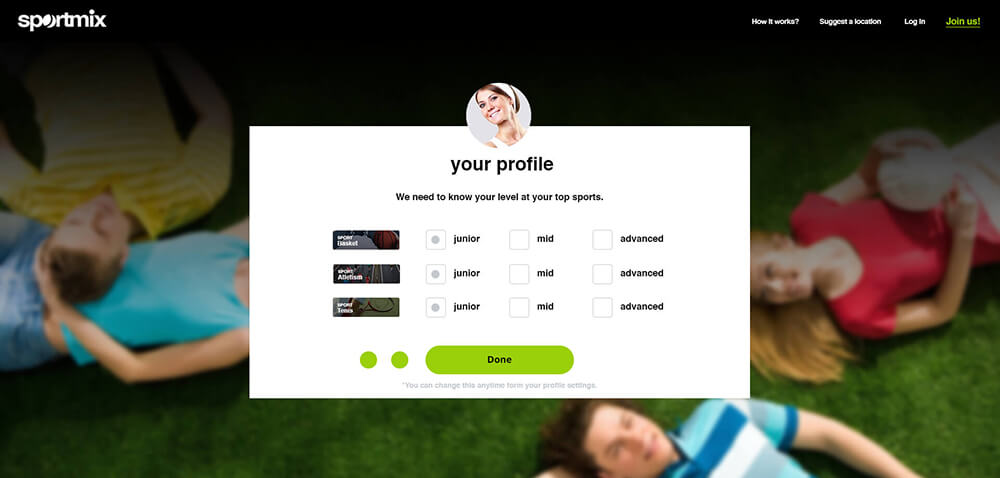 sportmix
How it works?
Suggest a location
Log in
Join us!
your profile
We need to know your level at your top sports.
SPORT
Basket
junior
mid
advanced
SPORT
Atletism
junior
mid
advanced
SPORT
Tenis
junior
mid
advanced
Done
*You can change this anytime form your profile settings.